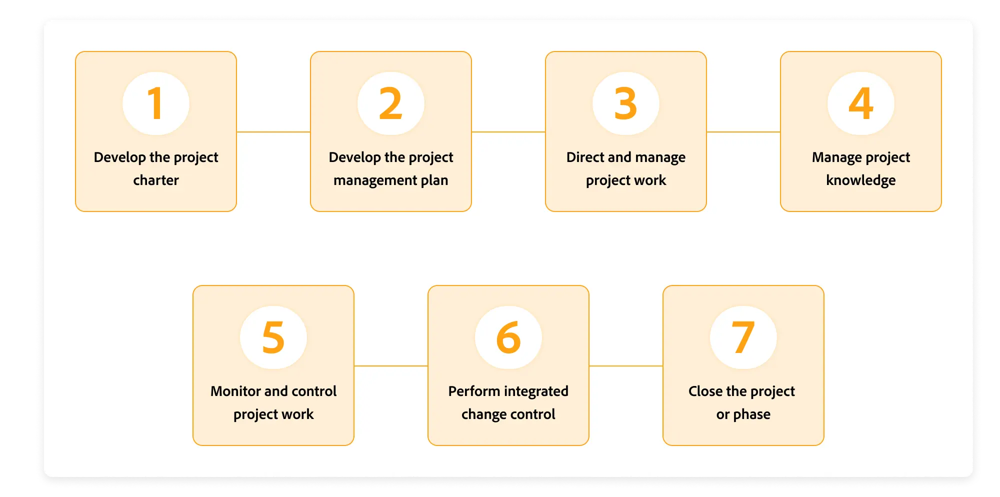 1
Develop the project
charter
2
Develop the project
management plan
3
Direct and manage
project work
4
Manage project
knowledge
5
Monitor and control
project work
6
Perform integrated
change control
7
Close the project
or phase